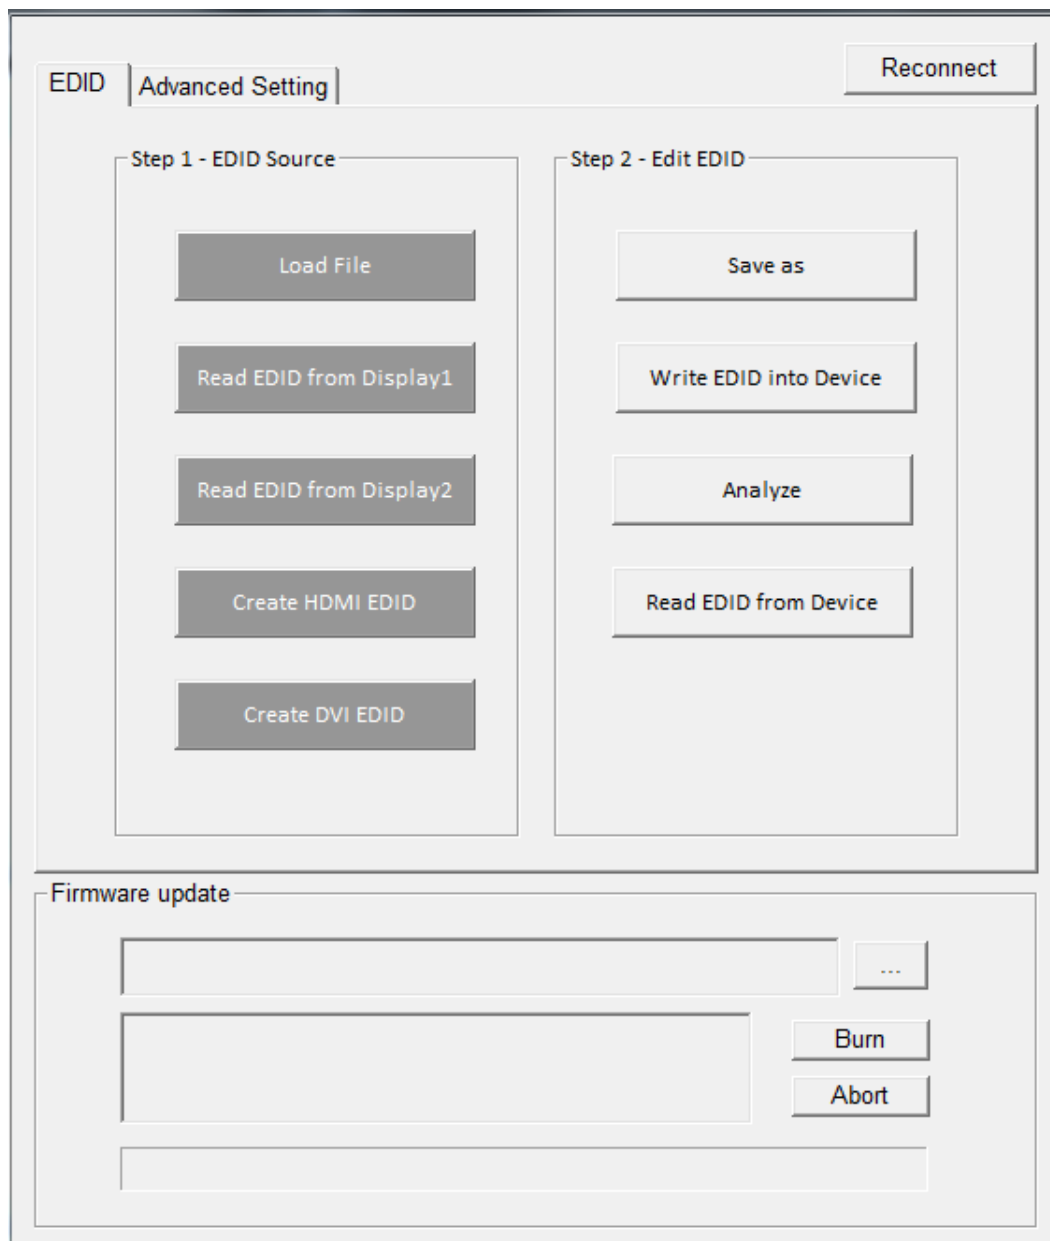 Reconnect
EDID
Advanced Setting
Step 1 - EDID Source
Load File
Read EDID from Display1
Read EDID from Display2
Create HDMI EDID
Create DVI EDID
Step 2 - Edit EDID
Save as
Write EDID into Device
Analyze
Read EDID from Device
Firmware update
...
Burn
Abort